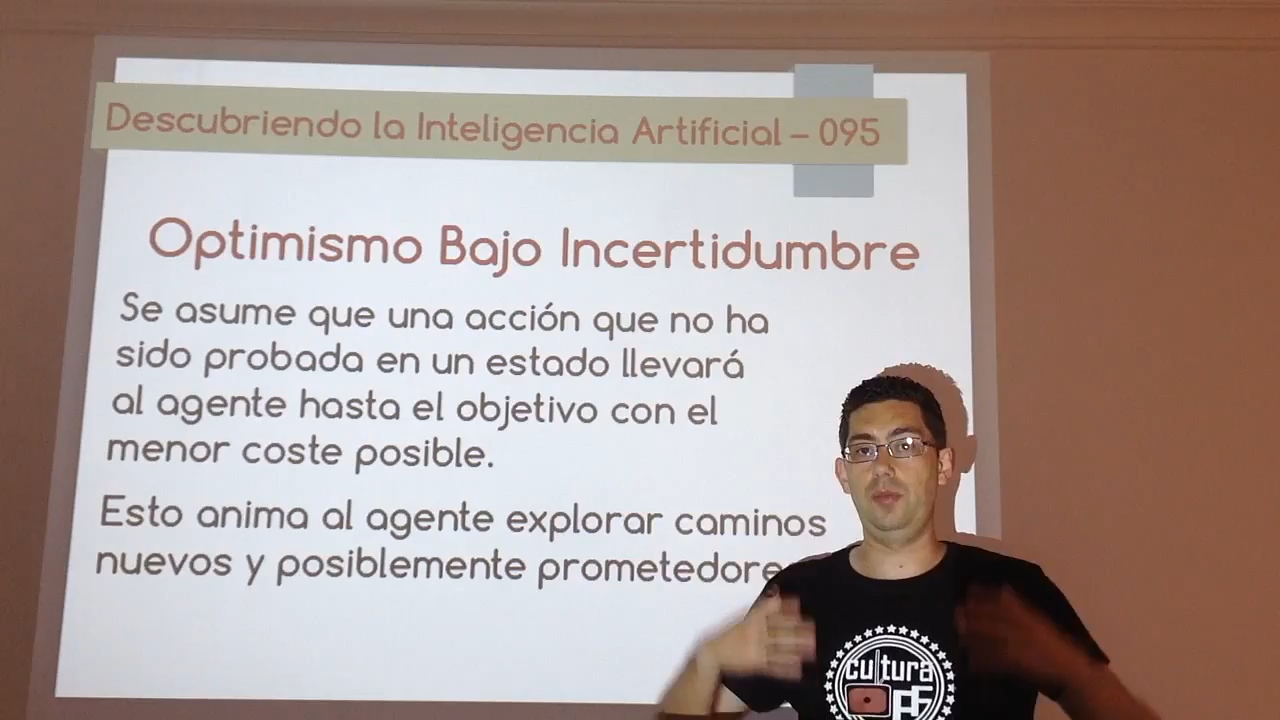 Descubriendo la Inteligencia Artificial – 095
Optimismo Bajo Incertidumbre
Se asume que una acción que no ha
sido probada en un estado llevará
al agente hasta el objetivo con el
menor coste posible.
Esto anima al agente explorar caminos
nuevos y posiblemente prometedore
cultura